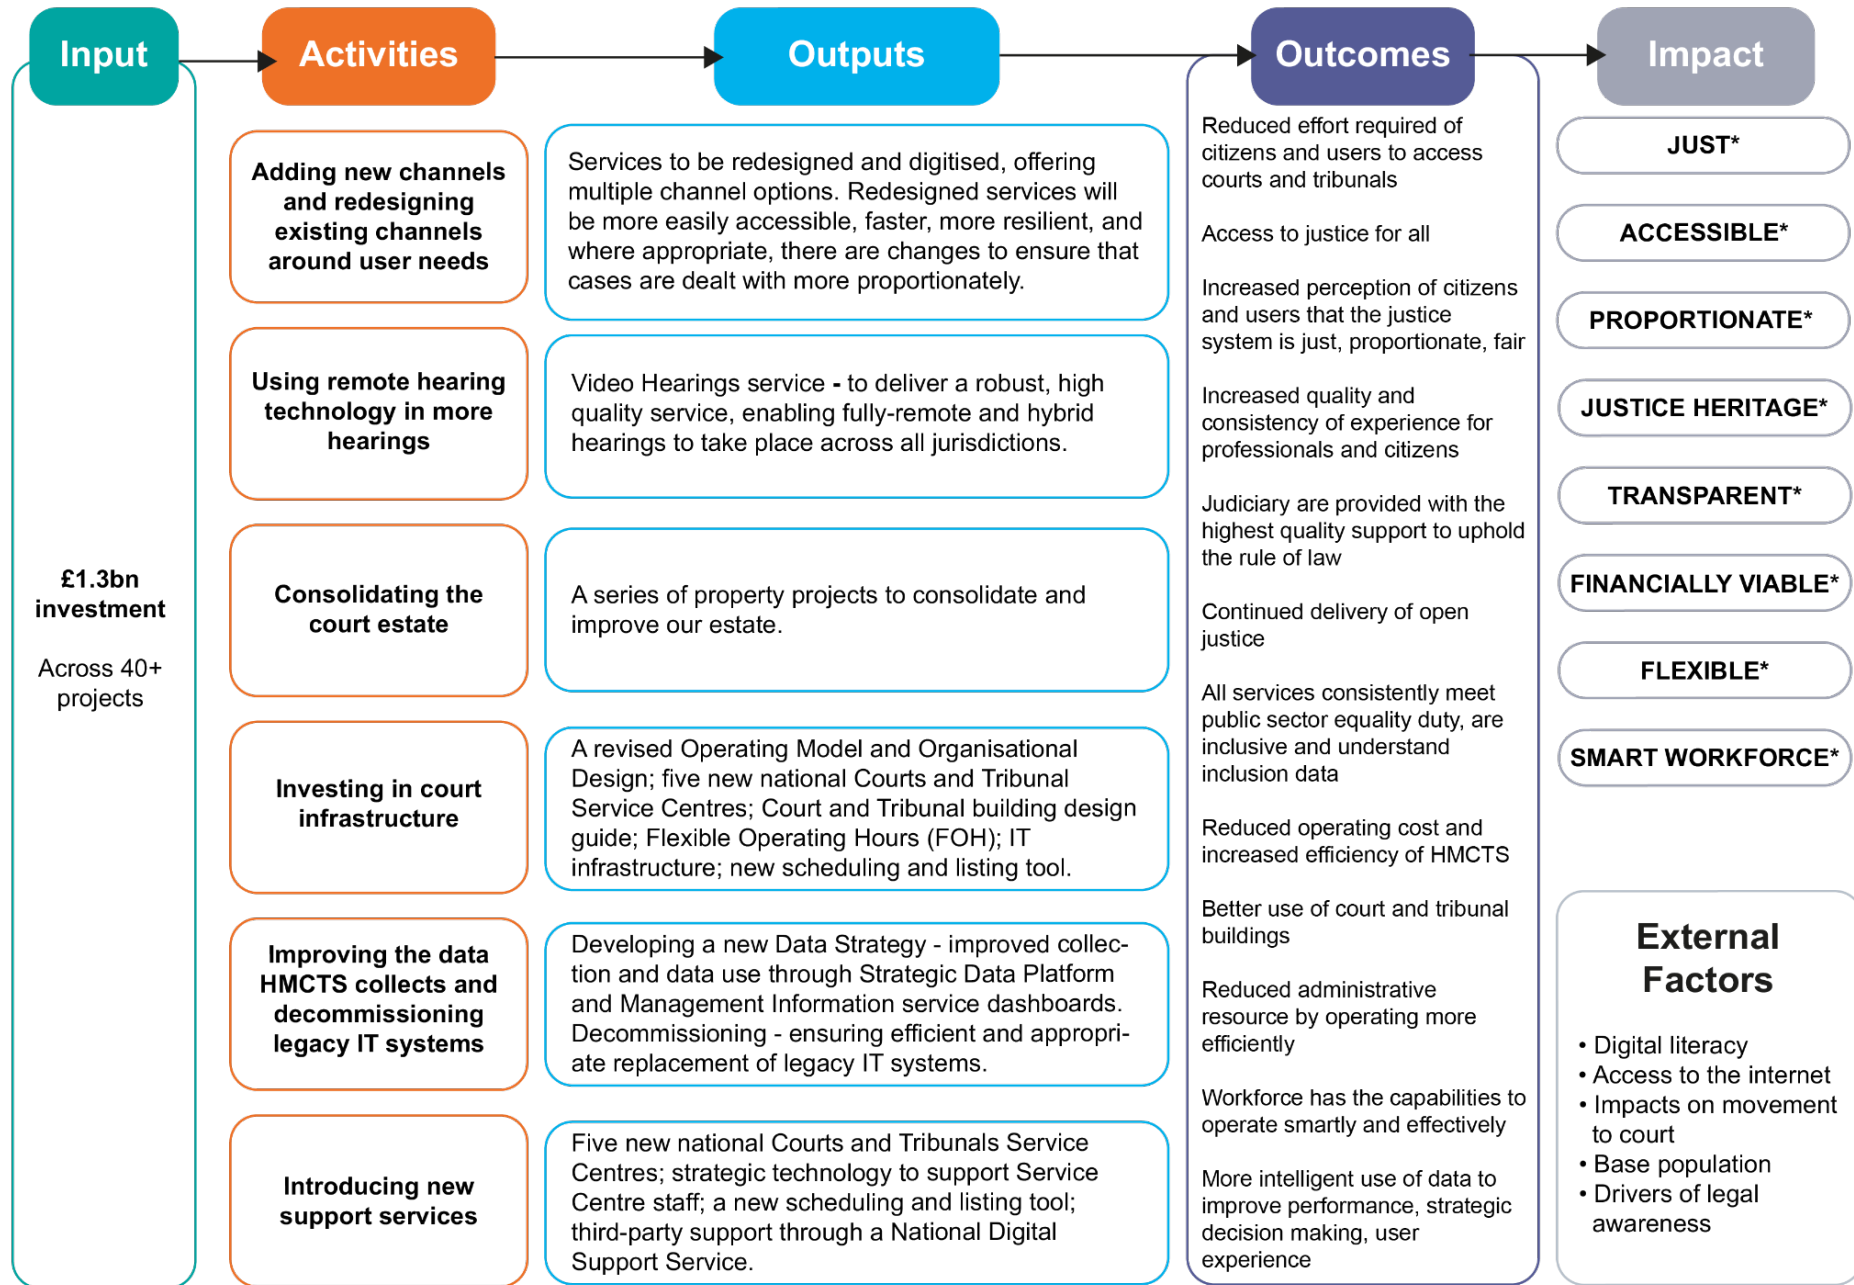 Input
Activities
Outputs
Outcomes
Impact
£1.3bn
investment
Across 40+
projects
Adding new channels
and redesigning
existing channels
around user needs
Using remote hearing
technology in more
hearings
Consolidating the
court estate
Investing in court
infrastructure
Improving the data
HMCTS collects and
decommissioning
legacy IT systems
Introducing new
support services
Services to be redesigned and digitised, offering
multiple channel options. Redesigned services will
be more easily accessible, faster, more resilient, and
where appropriate, there are changes to ensure that
cases are dealt with more proportionately.
Video Hearings service - to deliver a robust, high
quality service, enabling fully-remote and hybrid
hearings to take place across all jurisdictions.
A series of property projects to consolidate and
improve our estate.
A revised Operating Model and Organisational
Design; five new national Courts and Tribunal
Service Centres; Court and Tribunal building design
guide; Flexible Operating Hours (FOH); IT
infrastructure; new scheduling and listing tool.
Developing a new Data Strategy - improved collec-
tion and data use through Strategic Data Platform
and Management Information service dashboards.
Decommissioning - ensuring efficient and appropri-
ate replacement of legacy IT systems.
Five new national Courts and Tribunals Service
Centres; strategic technology to support Service
Centre staff; a new scheduling and listing tool;
third-party support through a National Digital
Support Service.
Reduced effort required of
citizens and users to access
courts and tribunals
Access to justice for all
Increased perception of citizens
and users that the justice
system is just, proportionate, fair
Increased quality and
consistency of experience for
professionals and citizens
Judiciary are provided with the
highest quality support to uphold
the rule of law
Continued delivery of open
justice
All services consistently meet
public sector equality duty, are
inclusive and understand
inclusion data
Reduced operating cost and
increased efficiency of HMCTS
Better use of court and tribunal
buildings
Reduced administrative
resource by operating more
efficiently
Workforce has the capabilities to
operate smartly and effectively
More intelligent use of data to
improve performance, strategic
decision making, user
experience
JUST*
ACCESSIBLE*
PROPORTIONATE*
JUSTICE HERITAGE*
TRANSPARENT*
FINANCIALLY VIABLE*
FLEXIBLE*
SMART WORKFORCE*
External
Factors
• Digital literacy
• Access to the internet
• Impacts on movement
to court
• Base population
• Drivers of legal
awareness